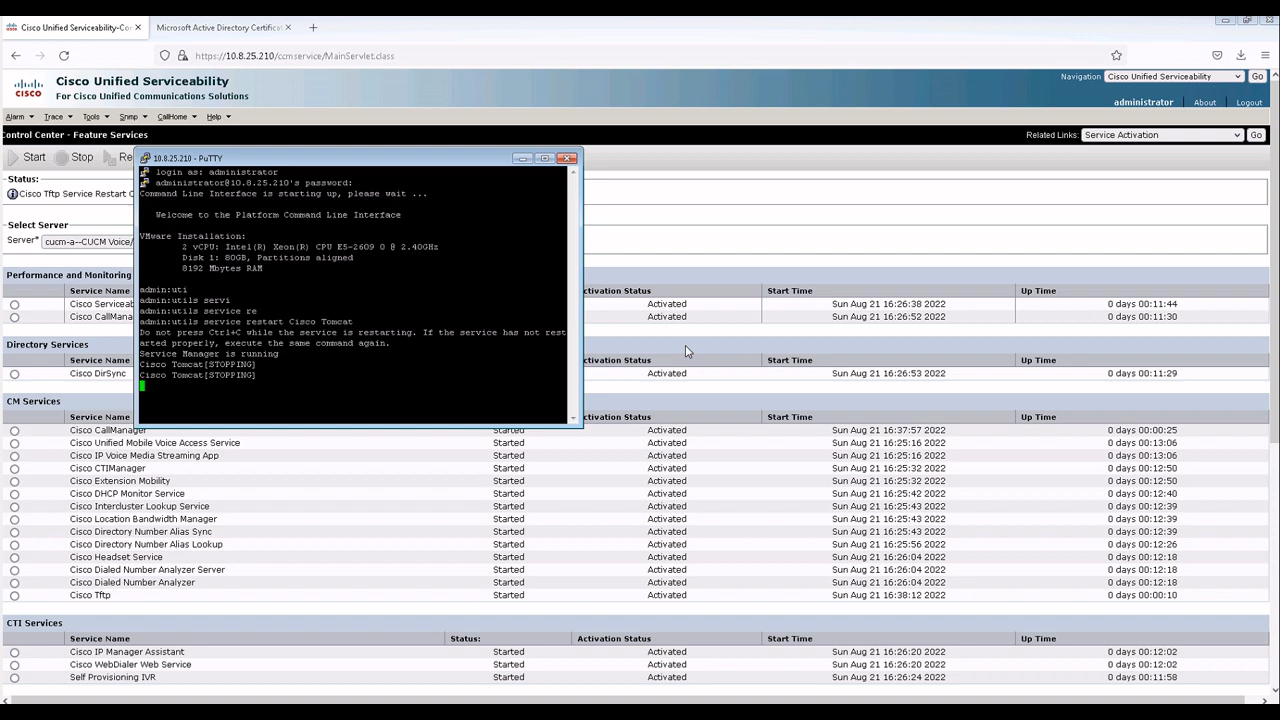 Cisco Unified Serviceability-Co
Microsoft Active Directory Certificat
https://10.8.25.210/ccmservice/MainServlet.class
Cisco Unified Serviceability
For Cisco Unified Communications Solutions
Navigation Cisco Unified Serviceability Go
cisco
administrator About Logout
Alarm Trace Tools Snmp CallHome Help
Control Center - Feature Services
Related Links: Service Activation Go
Start Stop Re
Status:
Cisco Tftp Service Restart
Select Server
Server* cucm-a--CUCM Voice/
10.8.25.210 - PuTTY
login as: administrator
administrator@10.8.25.210's password:
Command Line Interface is starting up, please wait ...
Welcome to the Platform Command Line Interface
VMware Installation:
2 vCPU: Intel(R) Xeon(R) CPU E5-2609 0 @ 2.40GHz
Disk 1: 80GB, Partitions aligned
8192 Mbytes RAM
admin:uti
admin:utils servi
admin:utils service re
admin:utils service restart Cisco Tomcat
Do not press Ctrl+C while the service is restarting. If the service has not rest
arted properly, execute the same command again.
Service Manager is running
Cisco Tomcat[STOPPING]
Cisco Tomcat[STOPPING]
Performance and Monitoring
Service Name Activation Status Start Time Up Time
Cisco Serviceab Activated Sun Aug 21 16:26:38 2022 0 days 00:11:44
Cisco CallMana Activated Sun Aug 21 16:26:52 2022 0 days 00:11:30
Directory Services
Service Name Activation Status Start Time Up Time
Cisco DirSync Activated Sun Aug 21 16:26:53 2022 0 days 00:11:29
CM Services
Service Name Activation Status Start Time Up Time
Cisco CallManager Started Activated Sun Aug 21 16:37:57 2022 0 days 00:00:25
Cisco Unified Mobile Voice Access Service Started Activated Sun Aug 21 16:25:16 2022 0 days 00:13:06
Cisco IP Voice Media Streaming App Started Activated Sun Aug 21 16:25:16 2022 0 days 00:13:06
Cisco CTIManager Started Activated Sun Aug 21 16:25:32 2022 0 days 00:12:50
Cisco Extension Mobility Started Activated Sun Aug 21 16:25:32 2022 0 days 00:12:50
Cisco DHCP Monitor Service Started Activated Sun Aug 21 16:25:42 2022 0 days 00:12:40
Cisco Intercluster Lookup Service Started Activated Sun Aug 21 16:25:43 2022 0 days 00:12:39
Cisco Location Bandwidth Manager Started Activated Sun Aug 21 16:25:43 2022 0 days 00:12:39
Cisco Directory Number Alias Sync Started Activated Sun Aug 21 16:25:43 2022 0 days 00:12:39
Cisco Directory Number Alias Lookup Started Activated Sun Aug 21 16:25:56 2022 0 days 00:12:26
Cisco Headset Service Started Activated Sun Aug 21 16:26:04 2022 0 days 00:12:18
Cisco Dialed Number Analyzer Server Started Activated Sun Aug 21 16:26:04 2022 0 days 00:12:18
Cisco Dialed Number Analyzer Started Activated Sun Aug 21 16:26:04 2022 0 days 00:12:18
Cisco Tftp Started Activated Sun Aug 21 16:38:12 2022 0 days 00:00:10
CTI Services
Service Name Status: Activation Status Start Time Up Time
Cisco IP Manager Assistant Started Activated Sun Aug 21 16:26:20 2022 0 days 00:12:02
Cisco WebDialer Web Service Started Activated Sun Aug 21 16:26:20 2022 0 days 00:12:02
Self Provisioning IVR Started Activated Sun Aug 21 16:26:24 2022 0 days 00:11:58